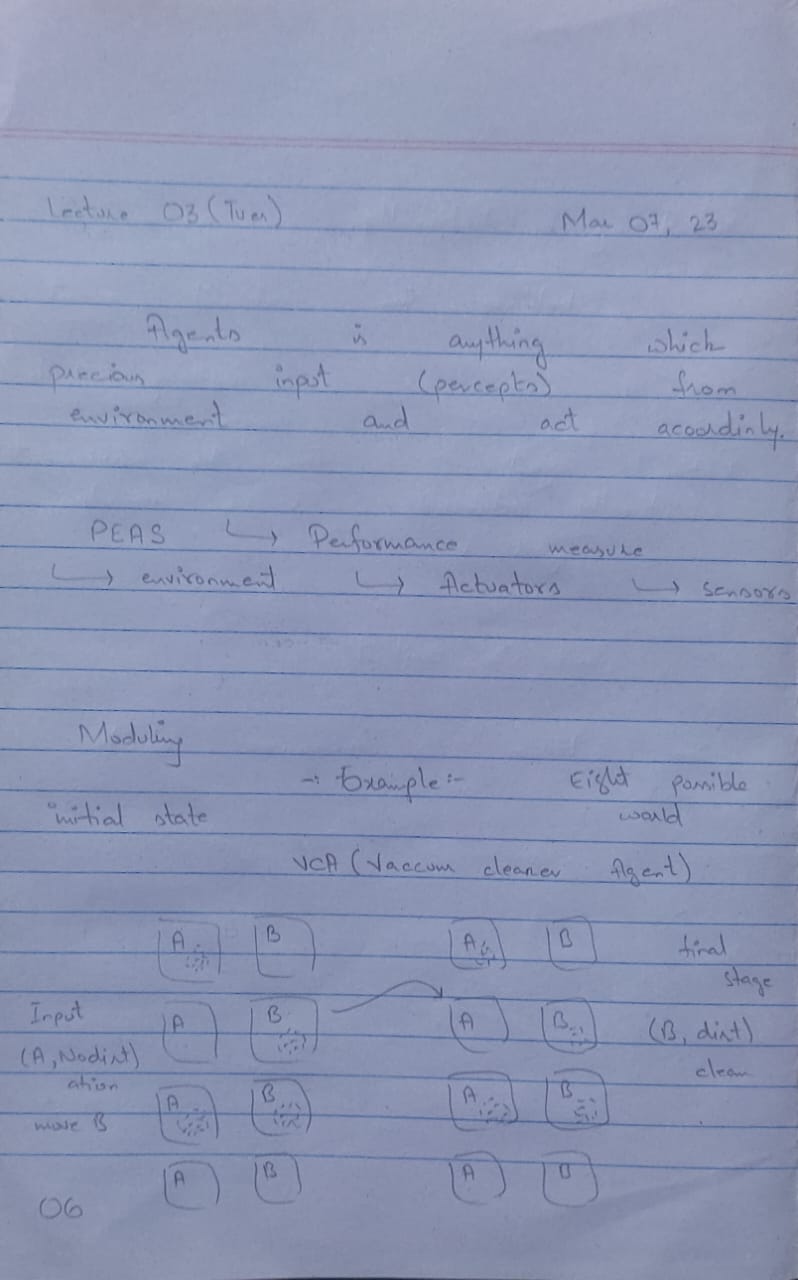 Lecture 03 (Tues) Mar 07, 23
Agents is anything which
precious input (percepts) from
environment and act acoordinly.
PEAS ↳ Performance measure
↳ environment ↳ Actuators ↳ sensors
Moduling
-: Example :- Eight possible
initial state world
VCA (Vaccum cleaner Agent)
A B A B final
stage
Input A B A B (B, dirt)
(A, Nodirt) clean
ation A B A B
move B
A B A B
06